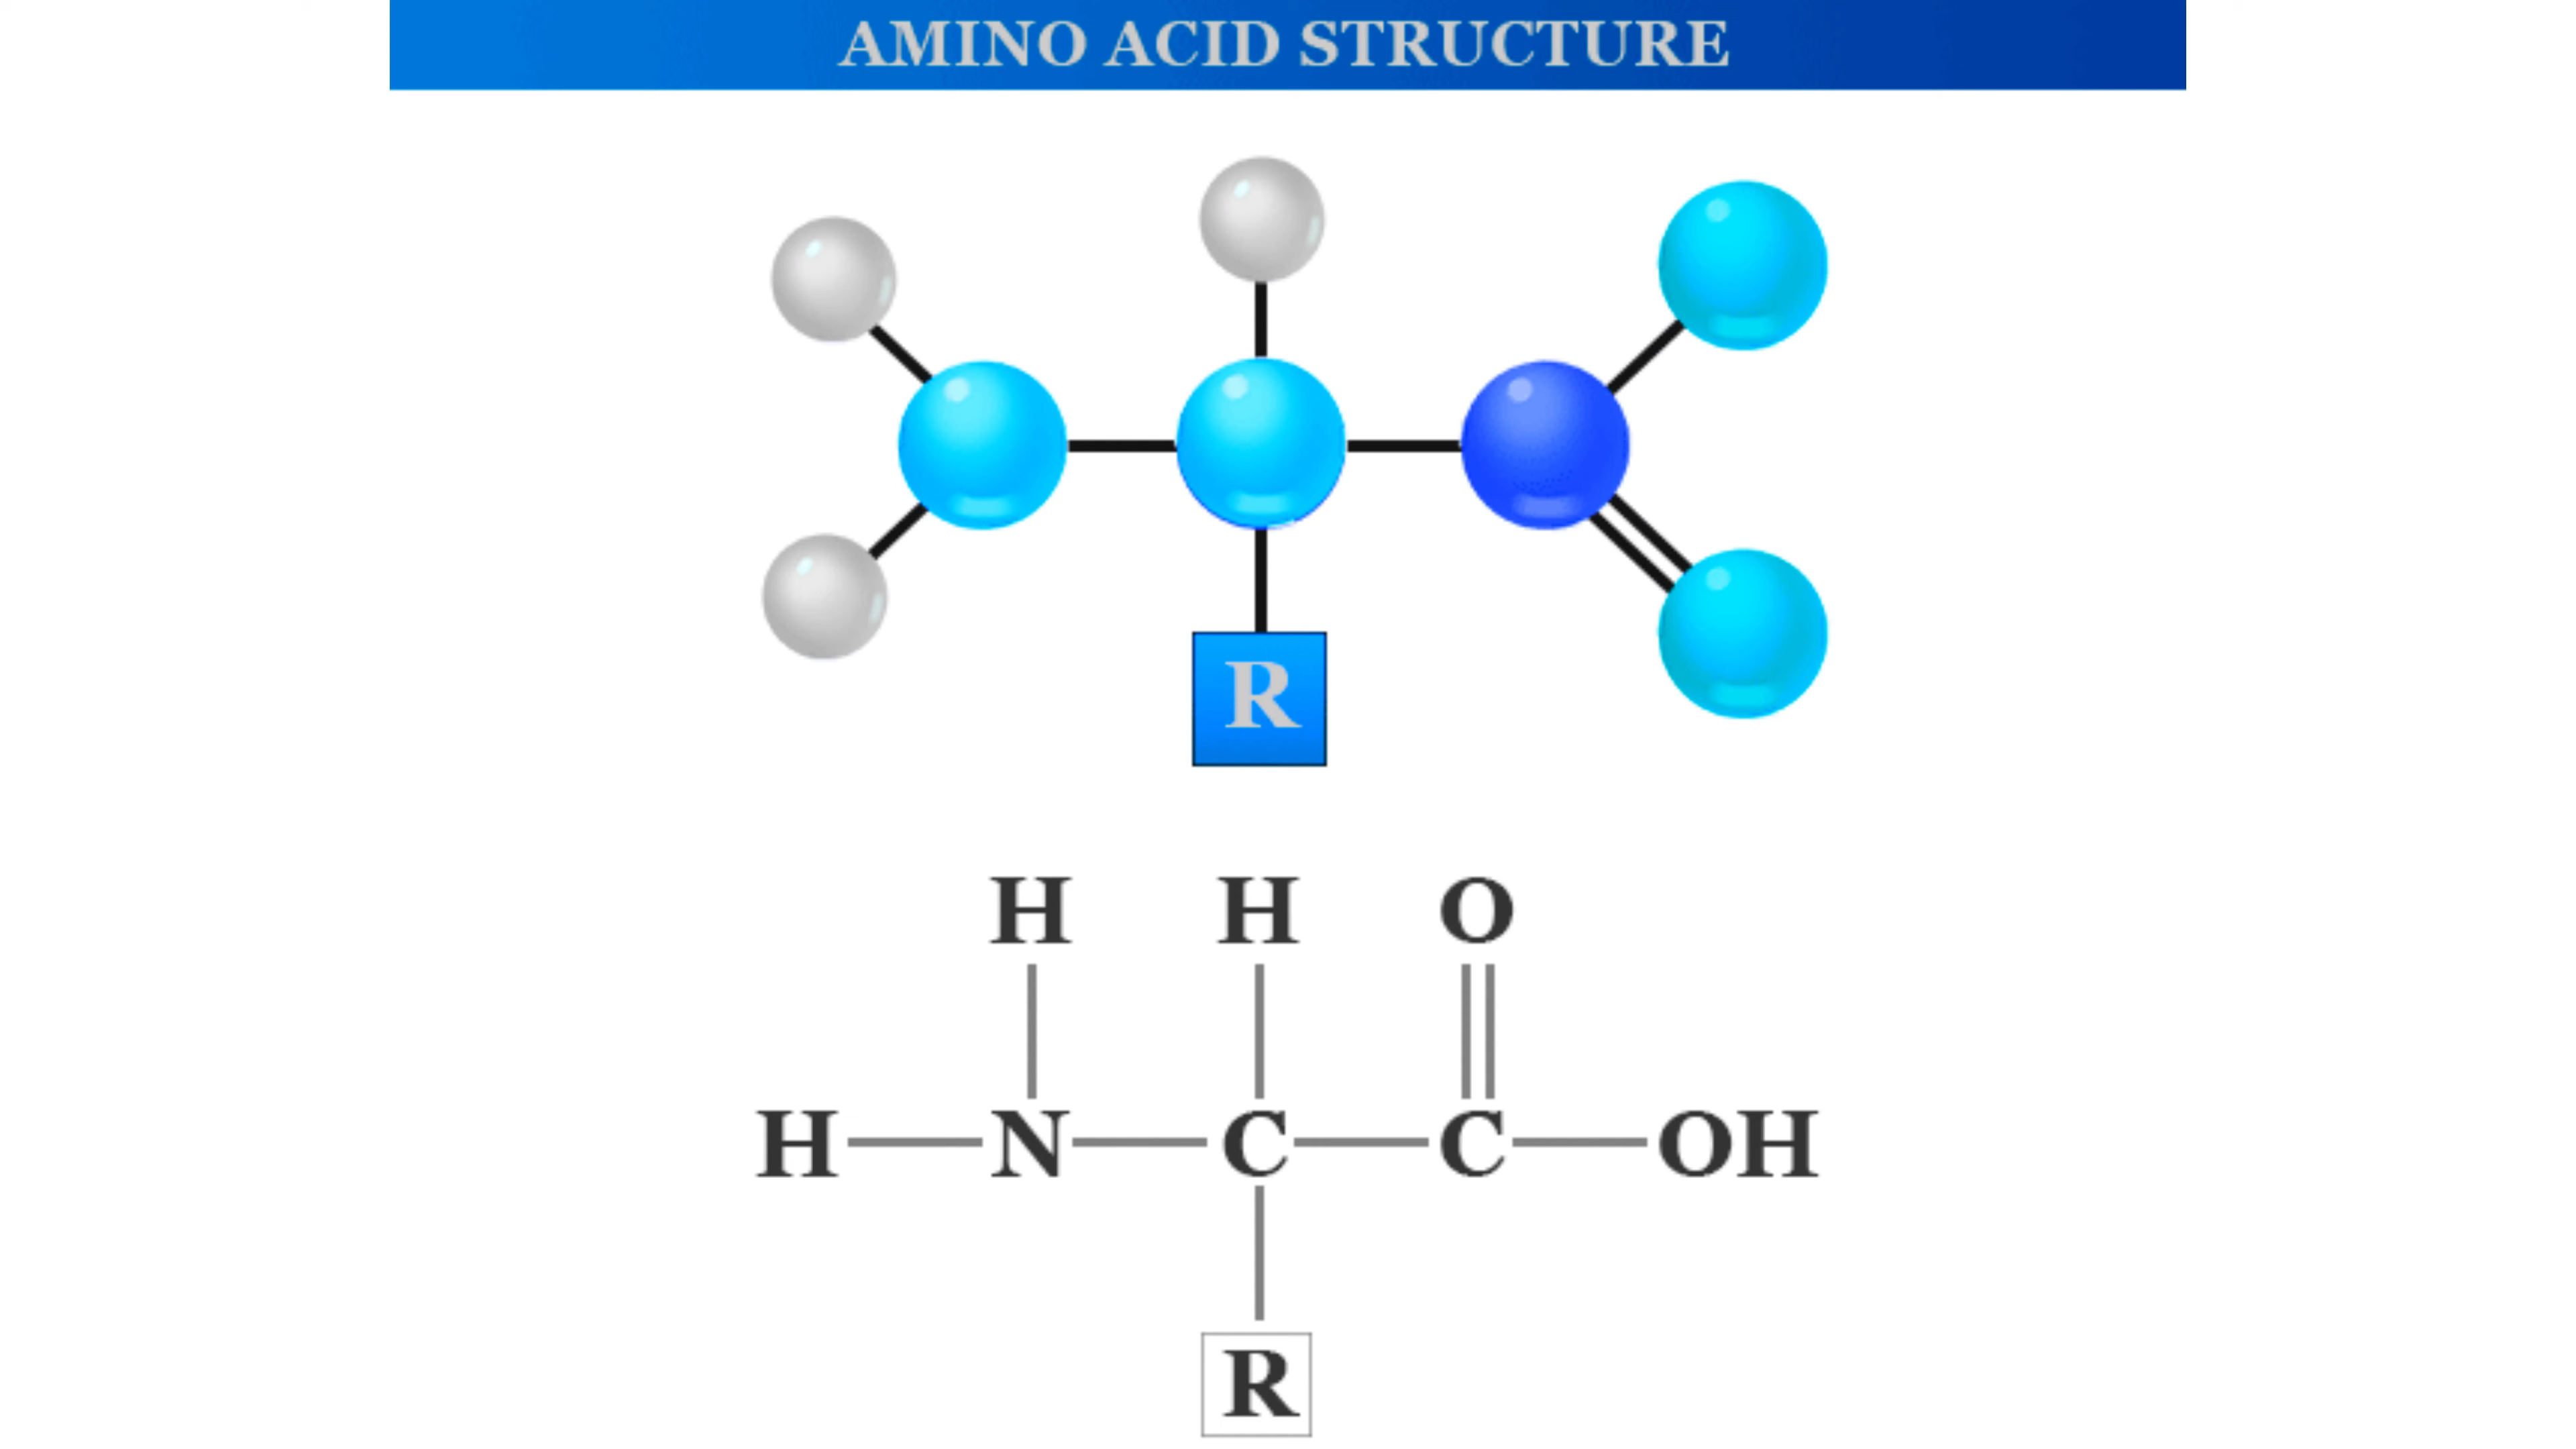 AMINO ACID STRUCTURE
R
H H O
H N C C OH
R